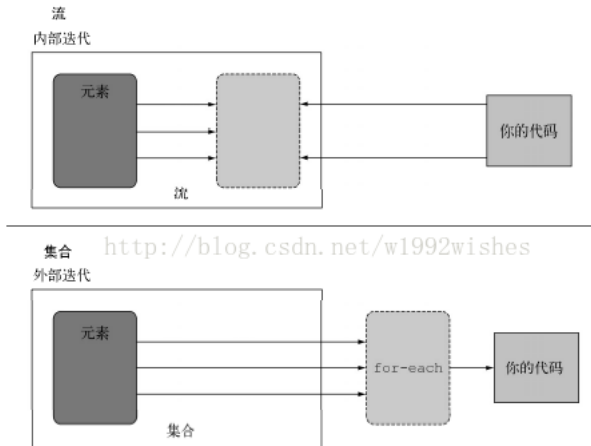 流
内部迭代
元素
你的代码
流
http://blog.csdn.net/w1992wishes
集合
外部迭代
元素
for-each
你的代码
集合